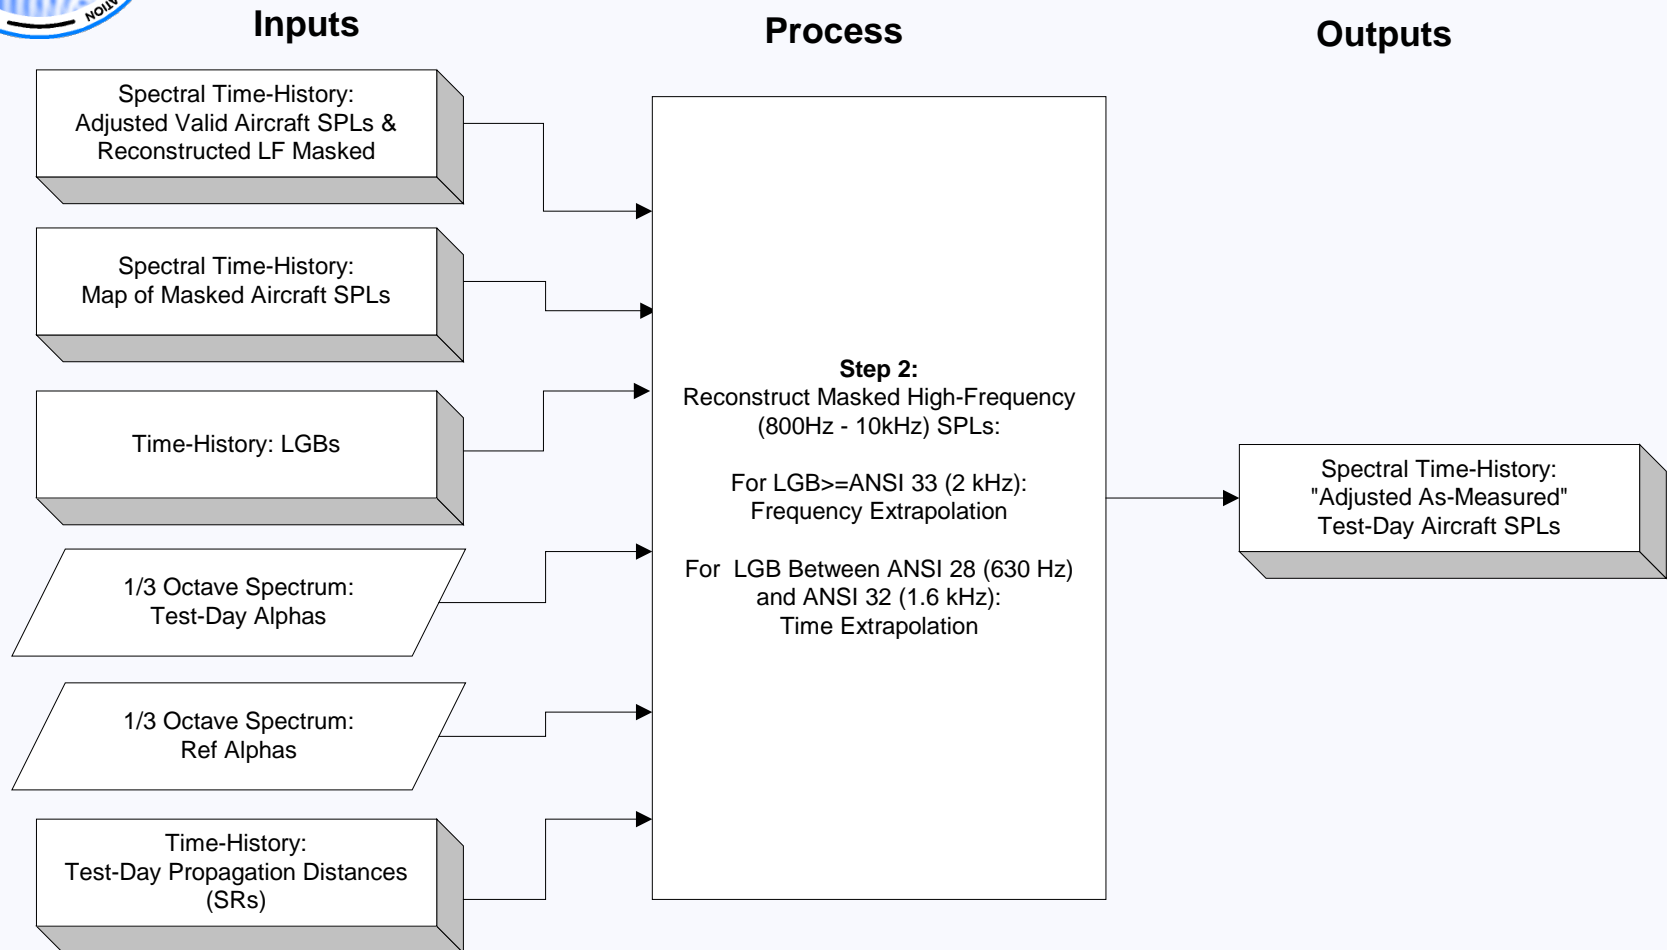 ATION
Inputs
Process
Outputs
Spectral Time-History:
Adjusted Valid Aircraft SPLs &
Reconstructed LF Masked
Spectral Time-History:
Map of Masked Aircraft SPLs
Time-History: LGBs
1/3 Octave Spectrum:
Test-Day Alphas
1/3 Octave Spectrum:
Ref Alphas
Time-History:
Test-Day Propagation Distances
(SRs)
Step 2:
Reconstruct Masked High-Frequency
(800Hz - 10kHz) SPLs:
For LGB>=ANSI 33 (2 kHz):
Frequency Extrapolation
For LGB Between ANSI 28 (630 Hz)
and ANSI 32 (1.6 kHz):
Time Extrapolation
Spectral Time-History:
"Adjusted As-Measured"
Test-Day Aircraft SPLs